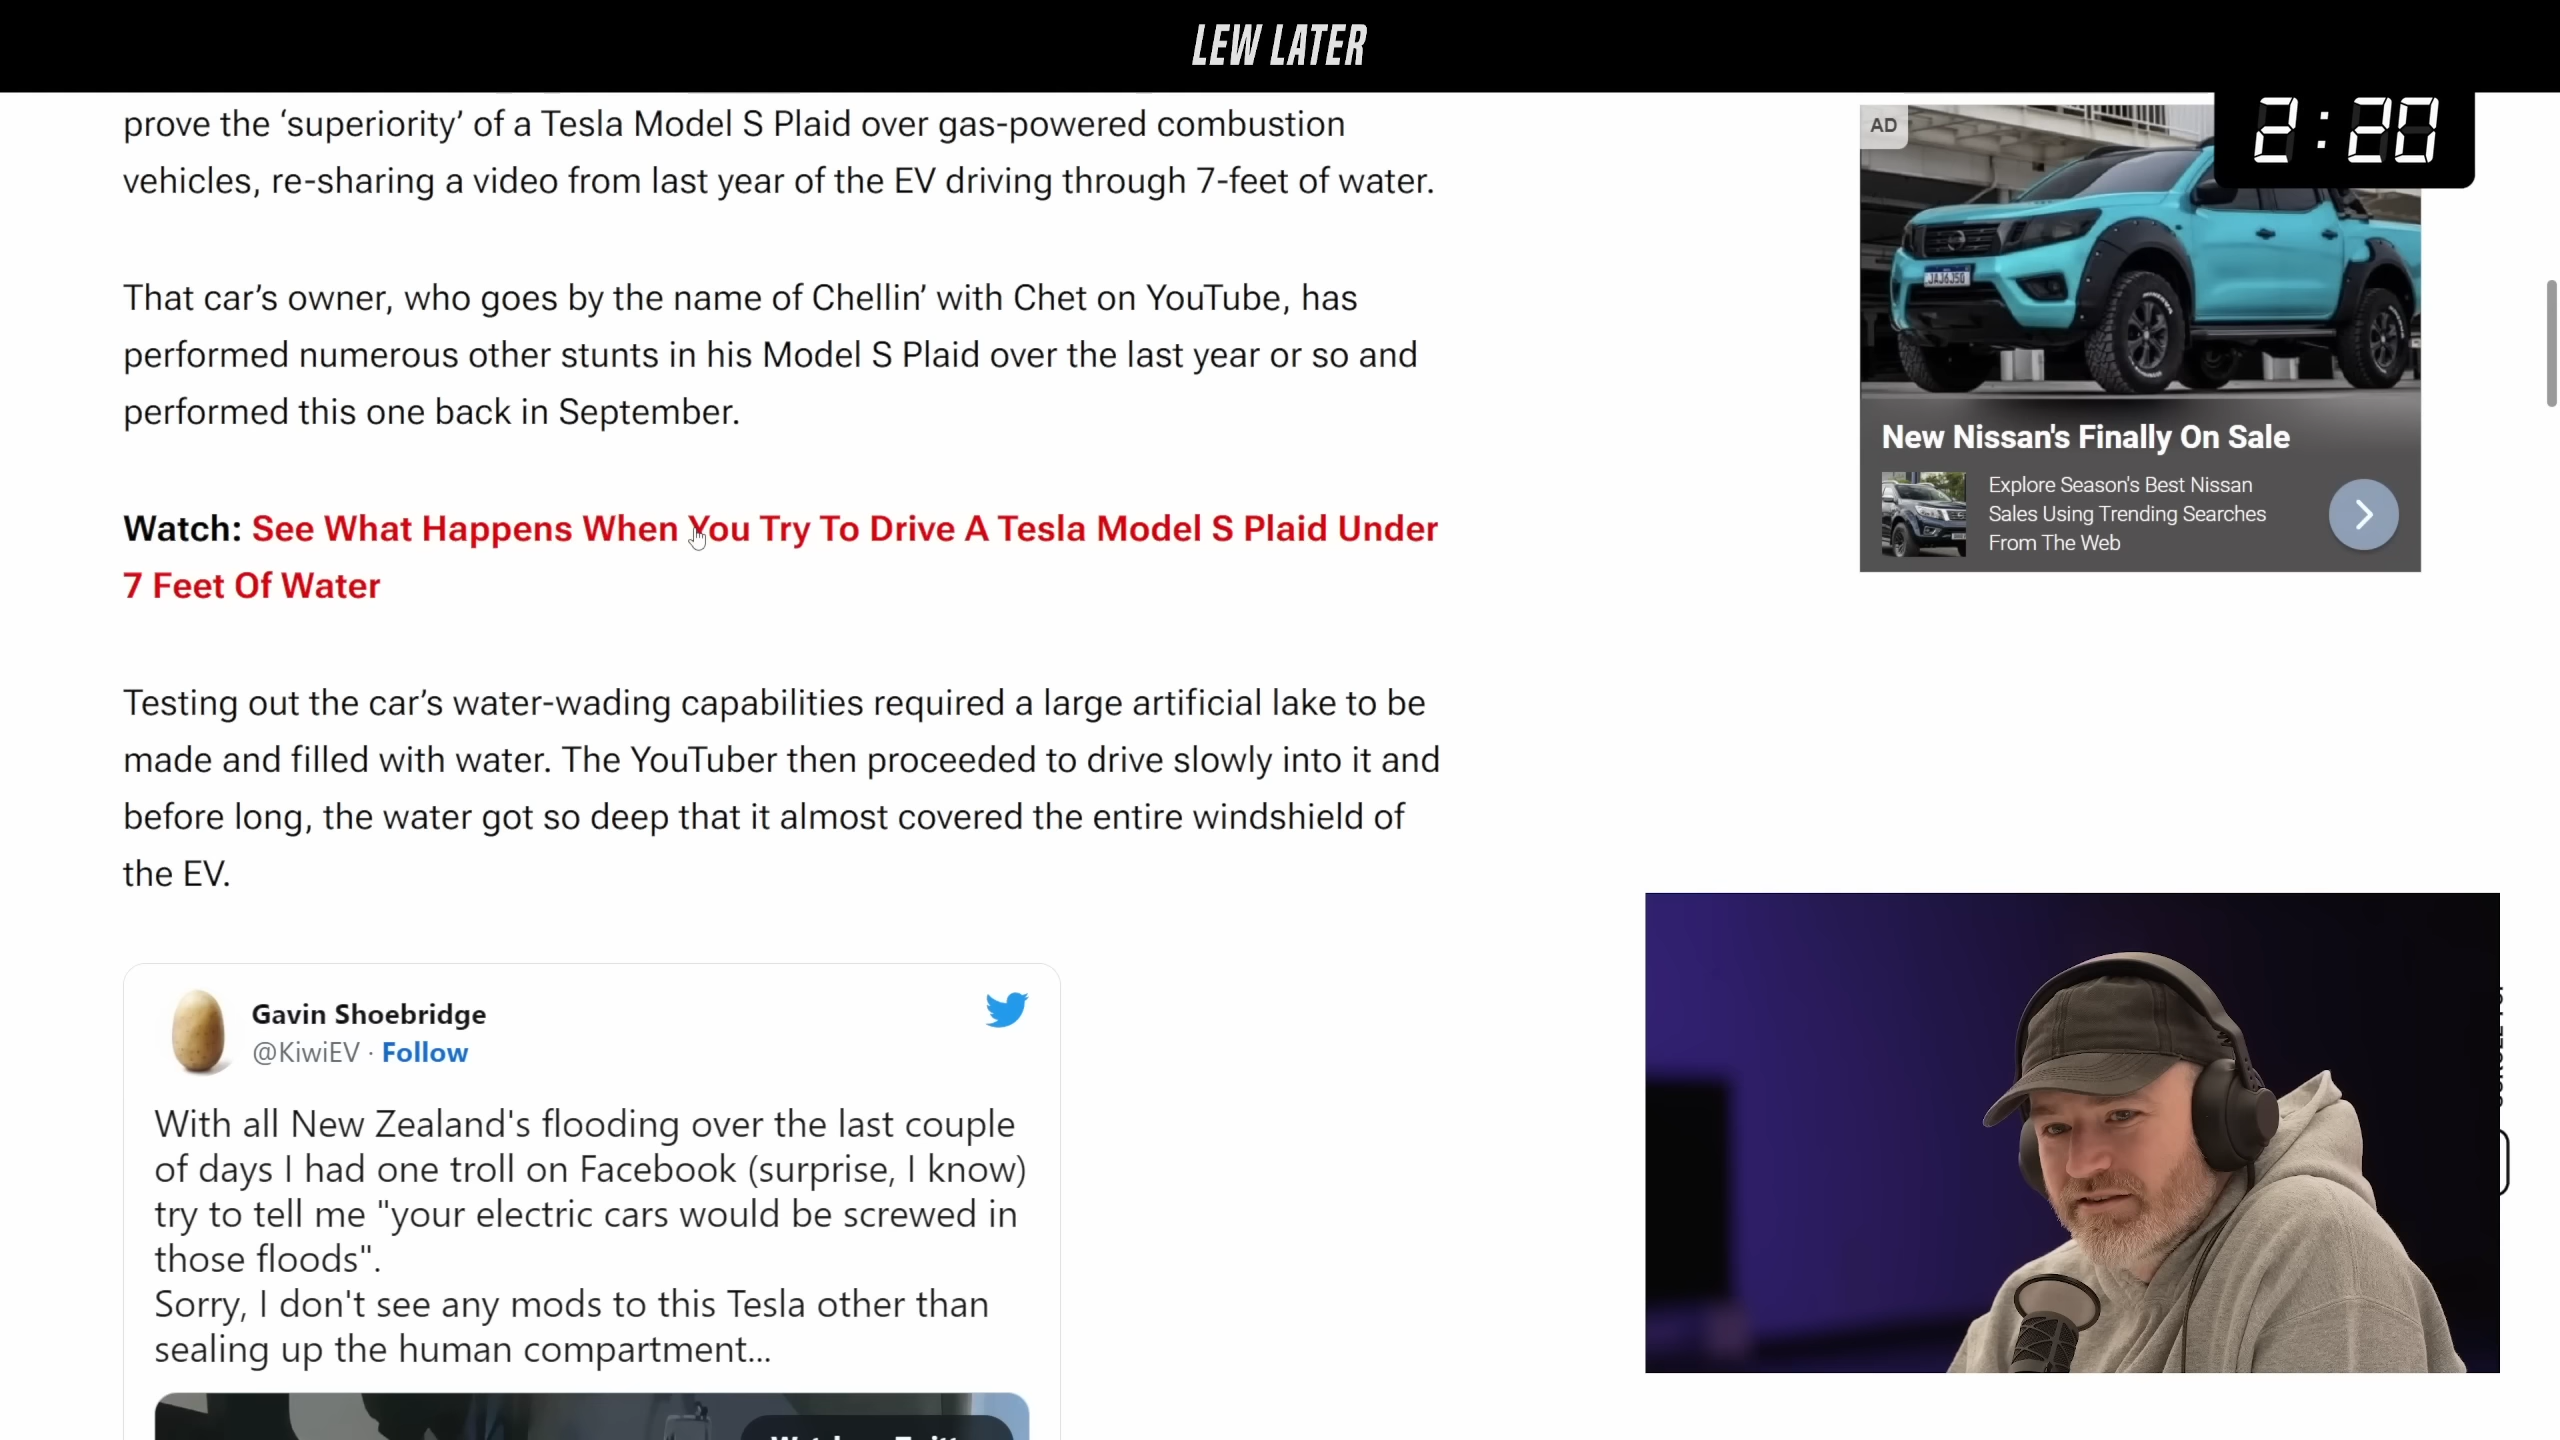 LEW LATER
2:20
prove the ‘superiority’ of a Tesla Model S Plaid over gas-powered combustion
vehicles, re-sharing a video from last year of the EV driving through 7-feet of water.
That car’s owner, who goes by the name of Chellin’ with Chet on YouTube, has
performed numerous other stunts in his Model S Plaid over the last year or so and
performed this one back in September.
Watch: See What Happens When You Try To Drive A Tesla Model S Plaid Under
7 Feet Of Water
Testing out the car’s water-wading capabilities required a large artificial lake to be
made and filled with water. The YouTuber then proceeded to drive slowly into it and
before long, the water got so deep that it almost covered the entire windshield of
the EV.
Gavin Shoebridge
@KiwiEV · Follow
With all New Zealand's flooding over the last couple
of days I had one troll on Facebook (surprise, I know)
try to tell me "your electric cars would be screwed in
those floods".
Sorry, I don't see any mods to this Tesla other than
sealing up the human compartment...
AD
New Nissan's Finally On Sale
Explore Season's Best Nissan
Sales Using Trending Searches
From The Web